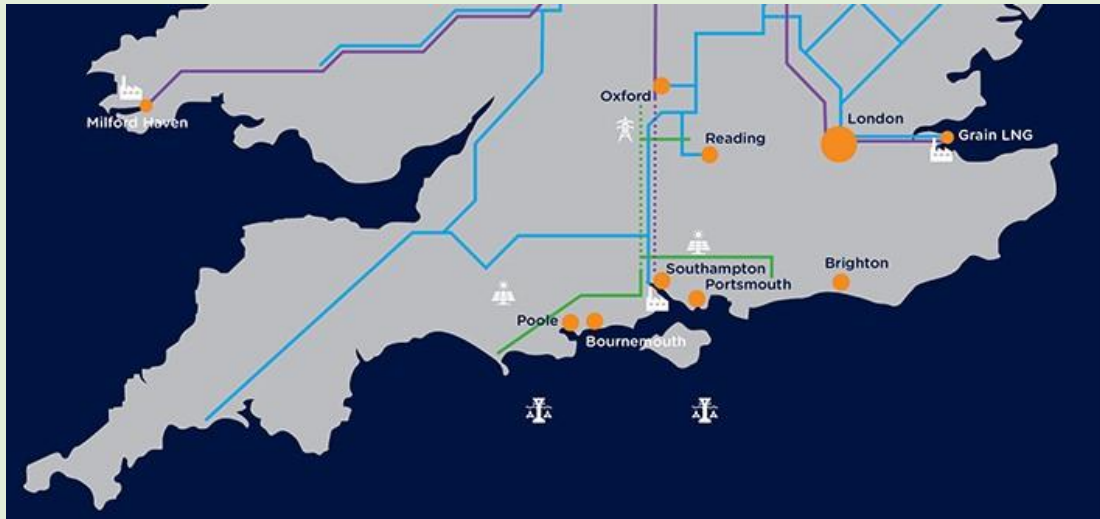 Oxford
London
Milford Haven
Reading
Grain LNG
Brighton
Southampton
Portsmouth
Poole
Bournemouth